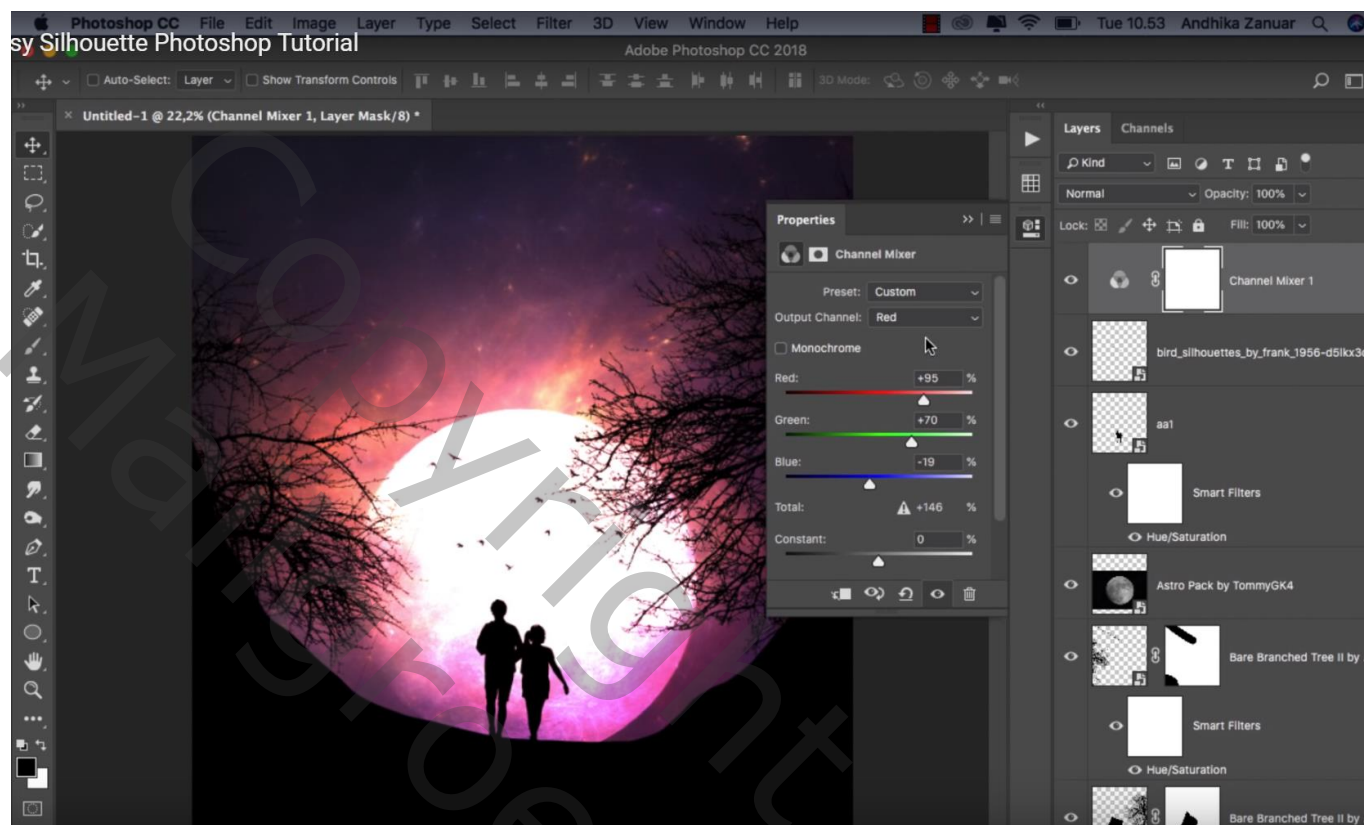 Photoshop CC File Edit Image Layer Type Select Filter 3D View Window Help Tue 10.53 Andhika Zanuar
sy Silhouette Photoshop Tutorial
Adobe Photoshop CC 2018
Auto-Select: Layer Show Transform Controls 3D Mode:
Untitled-1 @ 22,2% (Channel Mixer 1, Layer Mask/8) *
Properties
Channel Mixer
Preset: Custom
Output Channel: Red
Monochrome
Red: +95 %
Green: +70 %
Blue: -19 %
Total: +146 %
Constant: 0 %
Layers Channels
Kind
Normal Opacity: 100%
Lock: Fill: 100%
Channel Mixer 1
bird_silhouettes_by_frank_1956-d5lkx3
aa1
Smart Filters
Hue/Saturation
Astro Pack by TommyGK4
Bare Branched Tree II by
Smart Filters
Hue/Saturation
Bare Branched Tree II by
Copyright